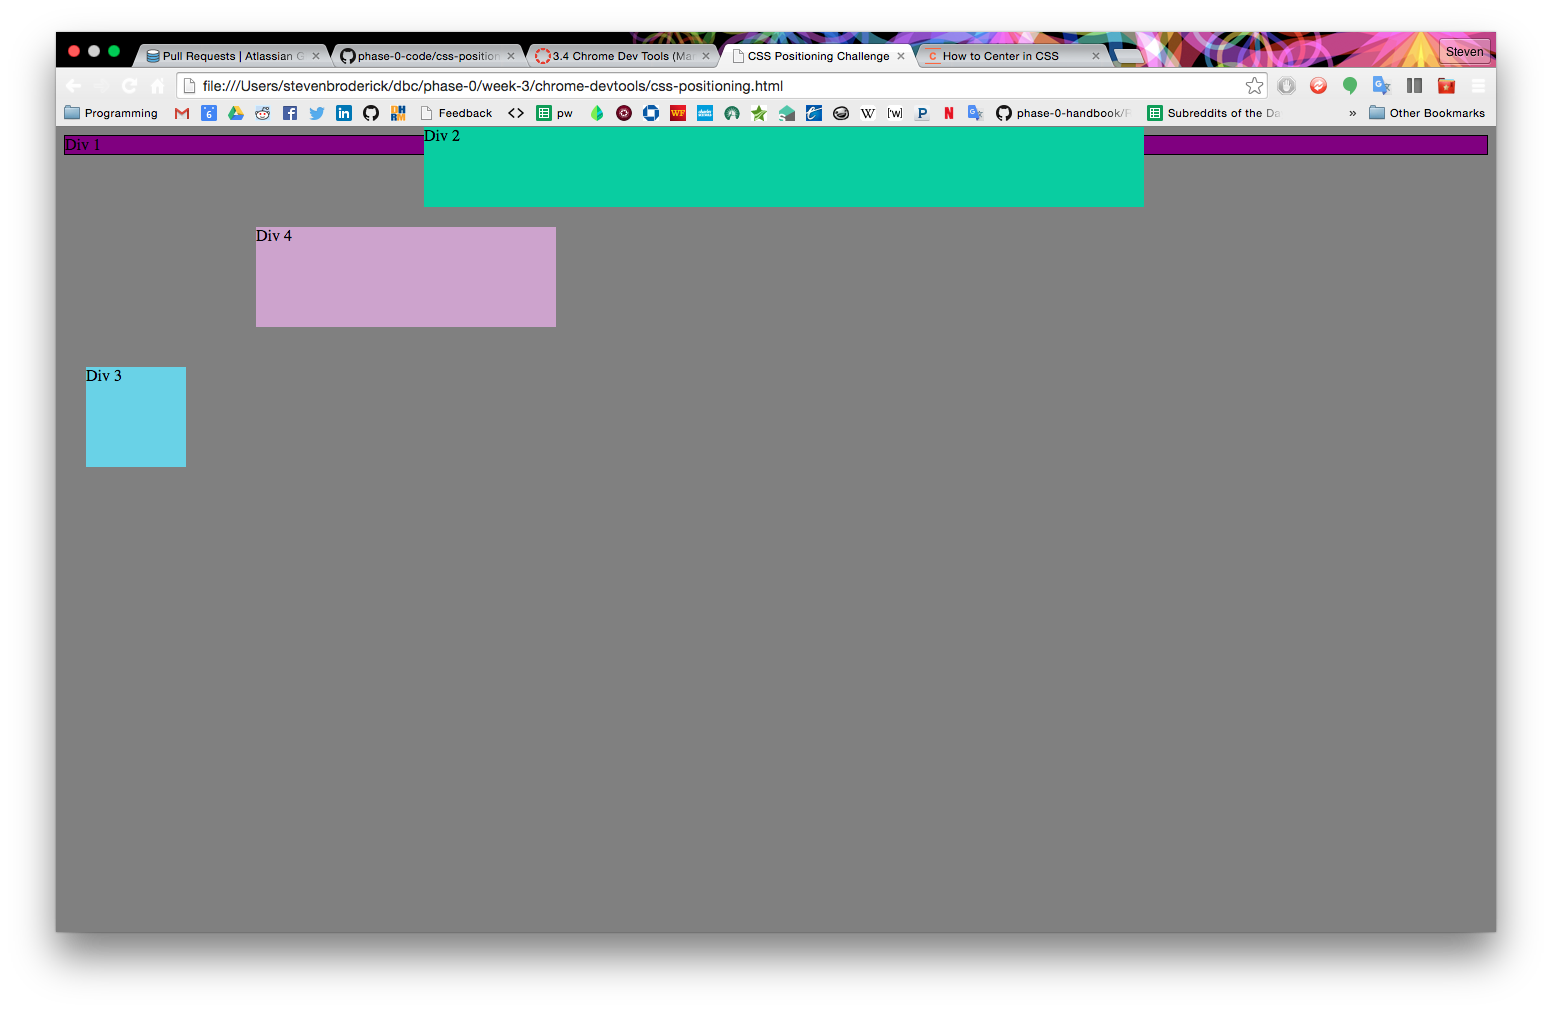 Pull Requests | Atlassian G
phase-0-code/css-position
3.4 Chrome Dev Tools (Ma
CSS Positioning Challenge
C How to Center in CSS
Steven
file:///Users/stevenbroderick/dbc/phase-0/week-3/chrome-devtools/css-positioning.html
Programming
6
Feedback
<>
pw
WF
W
[w]
P
N
phase-0-handbook/
Subreddits of the Da
»
Other Bookmarks
Div 1
Div 2
Div 4
Div 3